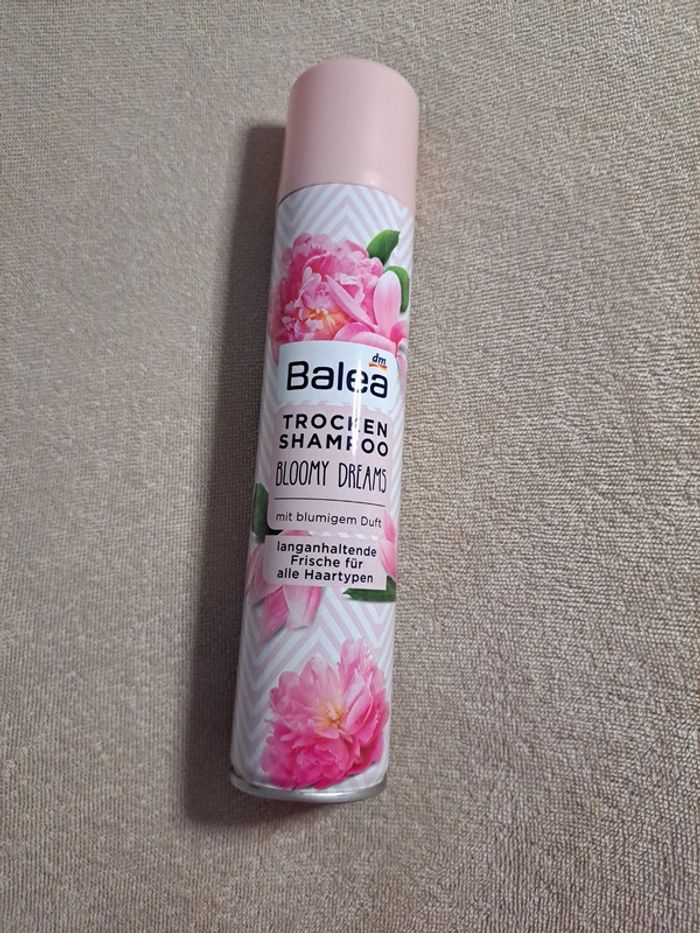 dm
Balea
TROCKEN
SHAMPOO
BLOOMY DREAMS
mit blumigem Duft
langanhaltende
Frische für
alle Haartypen